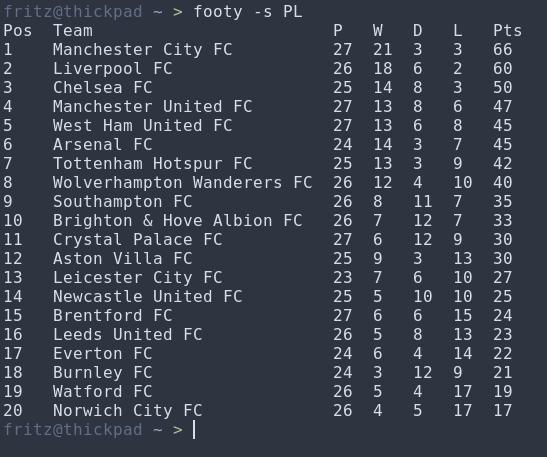 fritz@thickpad ~ > footy -s PL
Pos  Team                        P   W   D   L   Pts
1    Manchester City FC          27  21  3   3   66
2    Liverpool FC                26  18  6   2   60
3    Chelsea FC                  25  14  8   3   50
4    Manchester United FC        27  13  8   6   47
5    West Ham United FC          27  13  6   8   45
6    Arsenal FC                  24  14  3   7   45
7    Tottenham Hotspur FC        25  13  3   9   42
8    Wolverhampton Wanderers FC  26  12  4   10  40
9    Southampton FC              26  8   11  7   35
10   Brighton & Hove Albion FC   26  7   12  7   33
11   Crystal Palace FC           27  6   12  9   30
12   Aston Villa FC              25  9   3   13  30
13   Leicester City FC           23  7   6   10  27
14   Newcastle United FC         25  5   10  10  25
15   Brentford FC                27  6   6   15  24
16   Leeds United FC             26  5   8   13  23
17   Everton FC                  24  6   4   14  22
18   Burnley FC                  24  3   12  9   21
19   Watford FC                  26  5   4   17  19
20   Norwich City FC             26  4   5   17  17
fritz@thickpad ~ >